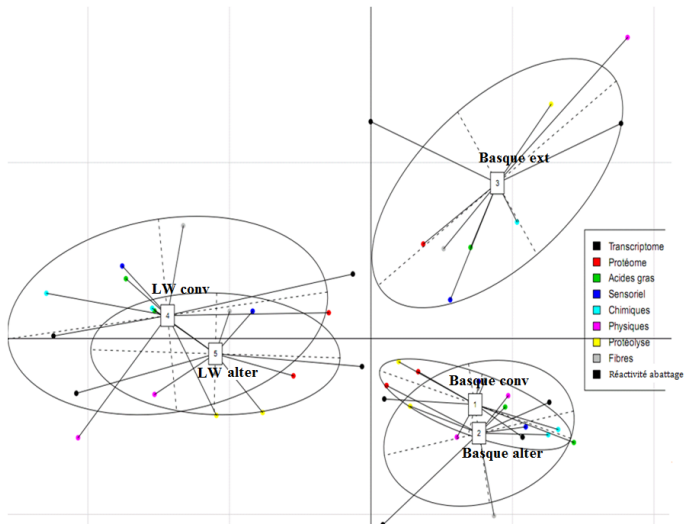 Basque ext
3
LW conv
4
5
LW alter
Basque conv
1
2
Basque alter
Transcriptome
Protéome
Acides gras
Sensoriel
Chimiques
Physiques
Protéolyse
Fibres
Réactivité abattage